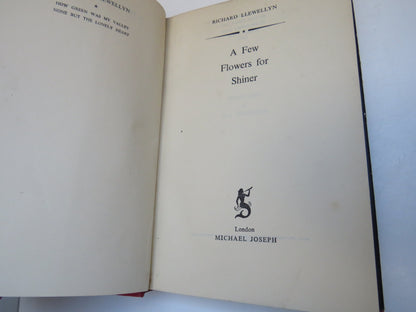 LLEWELLYN
HOW GREEN WAS MY VALLEY
NONE BUT THE LONELY HEART
RICHARD LLEWELLYN
A Few
Flowers for
Shiner
London
MICHAEL JOSEPH